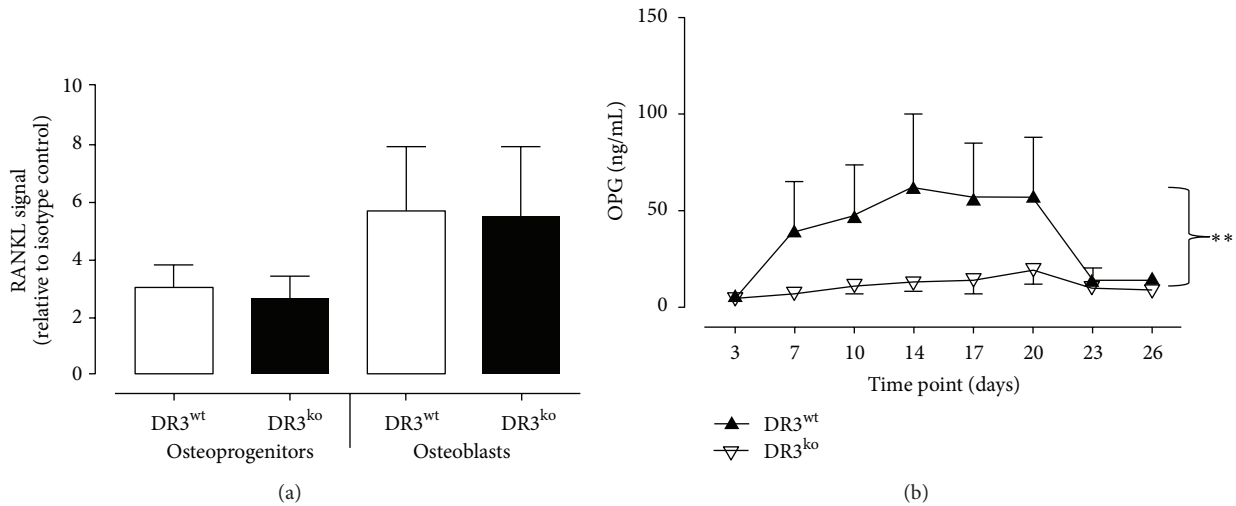 10
8
6
4
2
0
RANKL signal
(relative to isotype control)
DR3wt
DR3ko
DR3wt
DR3ko
Osteoprogenitors
Osteoblasts
(a)
150
100
50
0
OPG (ng/mL)
**
3 7 10 14 17 20 23 26
Time point (days)
DR3wt
DR3ko
(b)